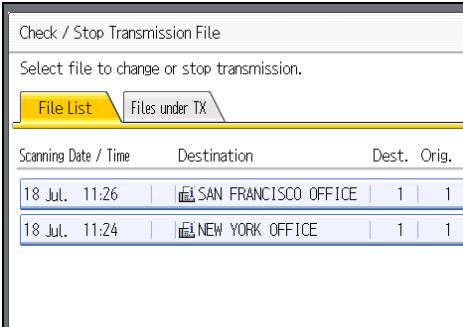 Check / Stop Transmission File
Select file to change or stop transmission.
File List Files under TX
Scanning Date / Time Destination Dest. Orig.
18 Jul. 11:26 SAN FRANCISCO OFFICE 1 1
18 Jul. 11:24 NEW YORK OFFICE 1 1